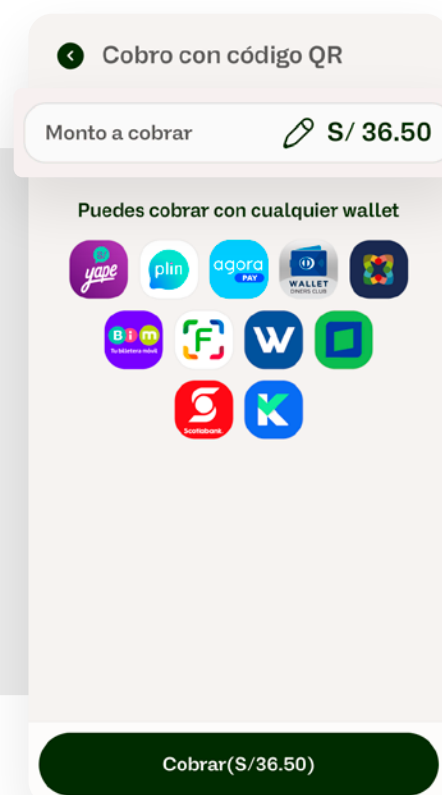 Cobro con código QR
Monto a cobrar S/ 36.50
Puedes cobrar con cualquier wallet
yape plin agora PAY WALLET DINERS CLUB
Bim Tu billetera móvil F W
Scotiabank K
Cobrar(S/36.50)